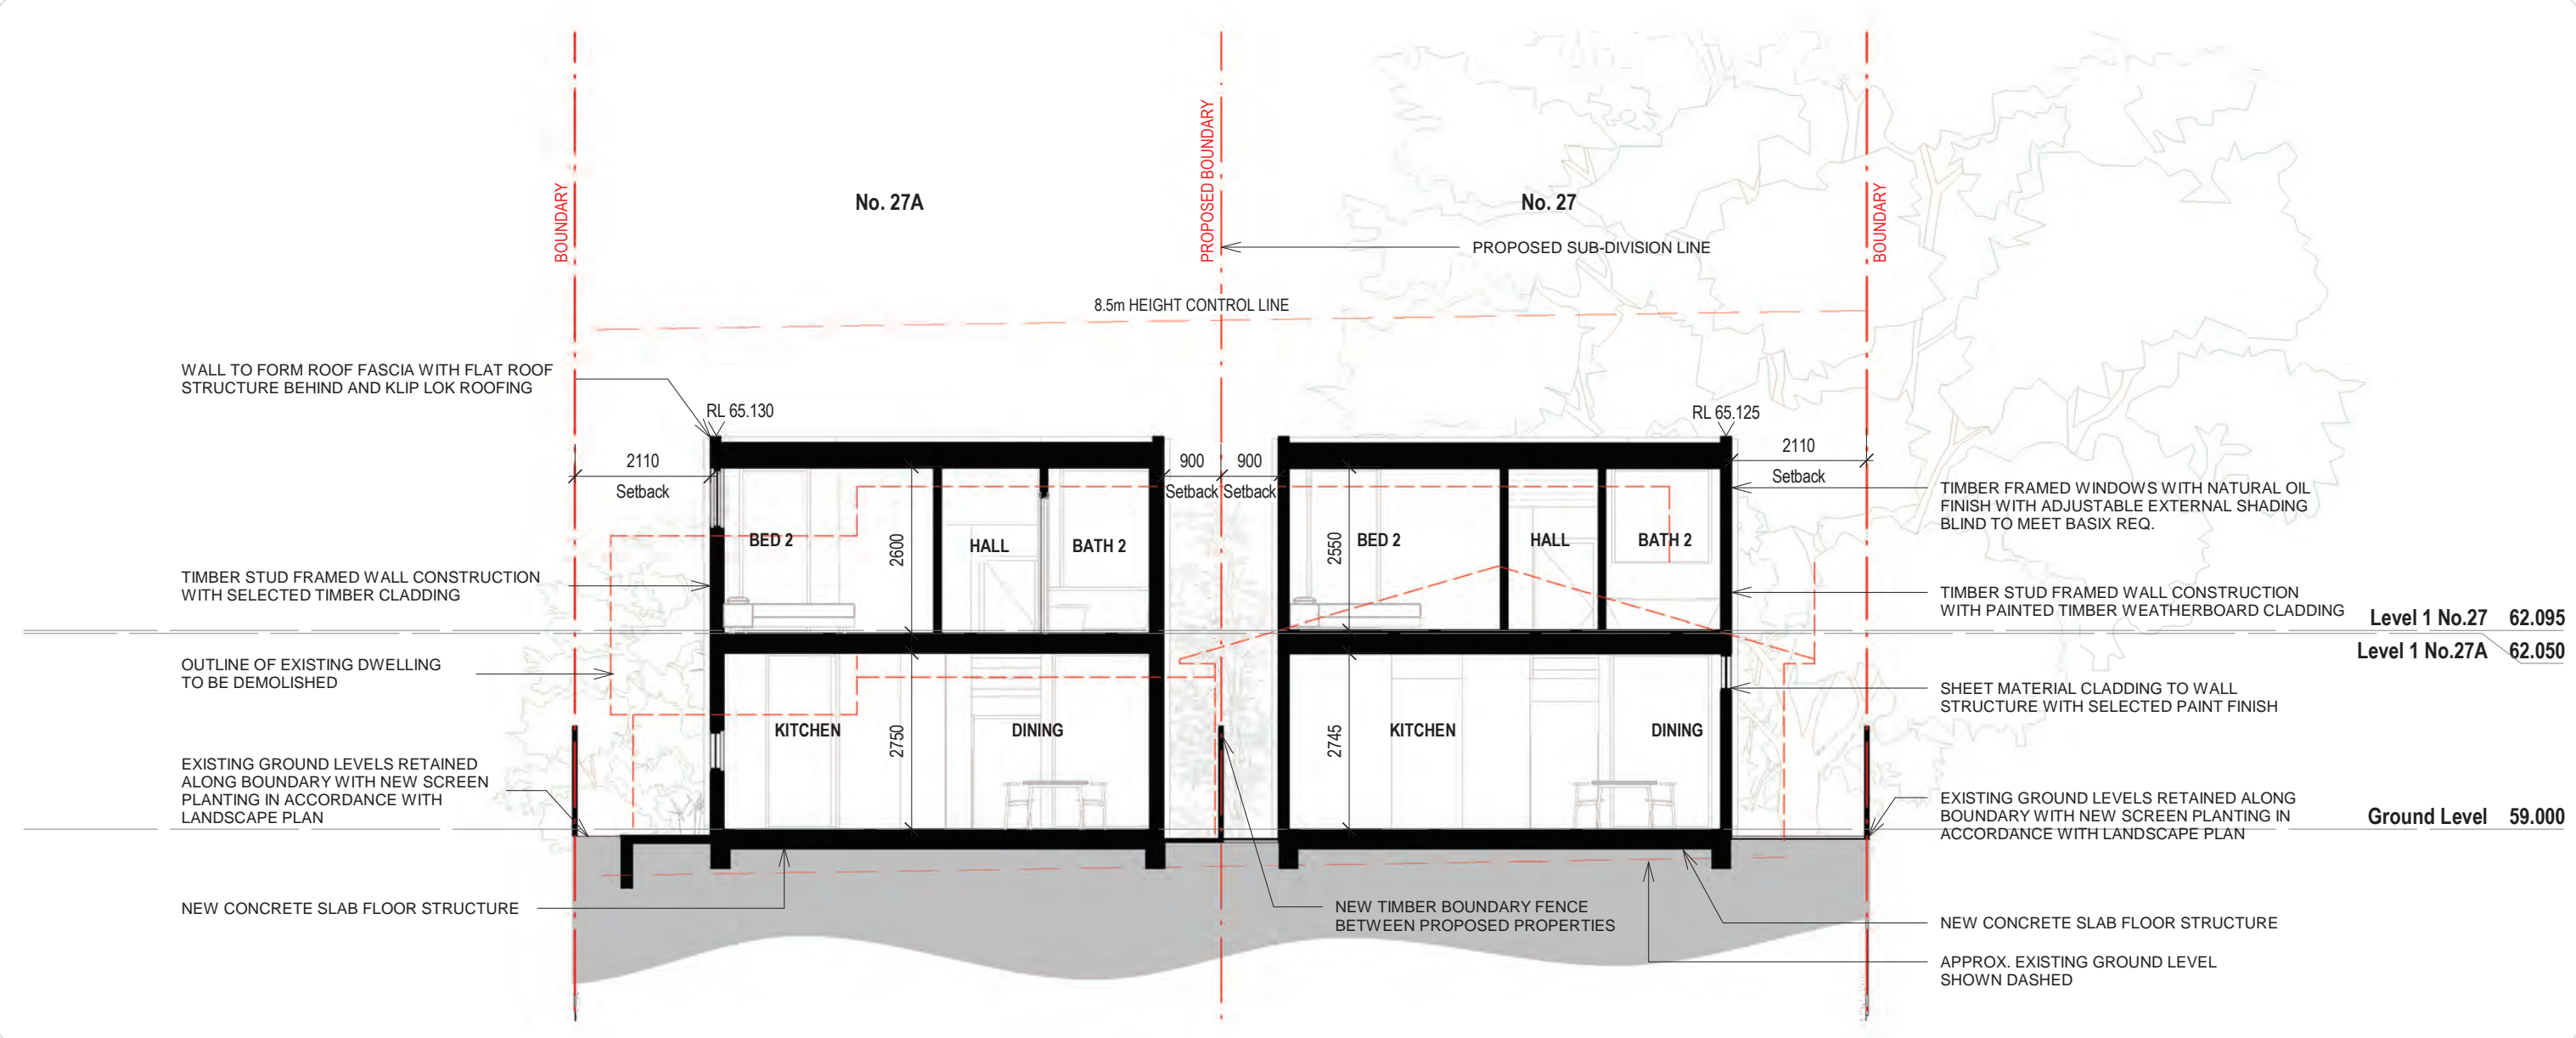 BOUNDARY
PROPOSED BOUNDARY
BOUNDARY
No. 27A
No. 27
PROPOSED SUB-DIVISION LINE
8.5m HEIGHT CONTROL LINE
WALL TO FORM ROOF FASCIA WITH FLAT ROOF
STRUCTURE BEHIND AND KLIP LOK ROOFING
RL 65.130
RL 65.125
2110
Setback
900
900
Setback
Setback
2110
Setback
TIMBER FRAMED WINDOWS WITH NATURAL OIL
FINISH WITH ADJUSTABLE EXTERNAL SHADING
BLIND TO MEET BASIX REQ.
BED 2
2600
HALL
BATH 2
2550
BED 2
HALL
BATH 2
TIMBER STUD FRAMED WALL CONSTRUCTION
WITH SELECTED TIMBER CLADDING
TIMBER STUD FRAMED WALL CONSTRUCTION
WITH PAINTED TIMBER WEATHERBOARD CLADDING
Level 1 No.27 62.095
Level 1 No.27A 62.050
OUTLINE OF EXISTING DWELLING
TO BE DEMOLISHED
SHEET MATERIAL CLADDING TO WALL
STRUCTURE WITH SELECTED PAINT FINISH
KITCHEN
2750
DINING
2745
KITCHEN
DINING
EXISTING GROUND LEVELS RETAINED
ALONG BOUNDARY WITH NEW SCREEN
PLANTING IN ACCORDANCE WITH
LANDSCAPE PLAN
EXISTING GROUND LEVELS RETAINED ALONG
BOUNDARY WITH NEW SCREEN PLANTING IN
ACCORDANCE WITH LANDSCAPE PLAN
Ground Level 59.000
NEW CONCRETE SLAB FLOOR STRUCTURE
NEW TIMBER BOUNDARY FENCE
BETWEEN PROPOSED PROPERTIES
NEW CONCRETE SLAB FLOOR STRUCTURE
APPROX. EXISTING GROUND LEVEL
SHOWN DASHED